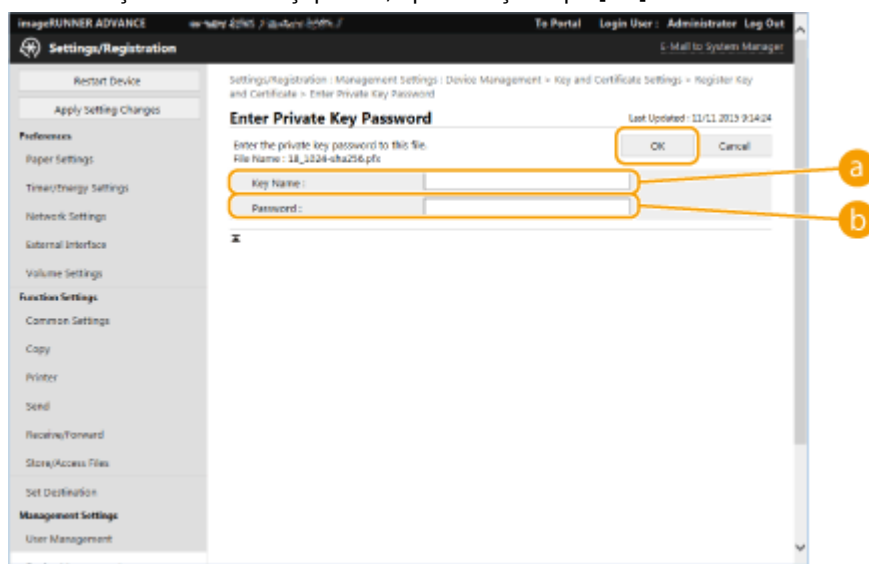 imageRUNNER ADVANCE
To Portal Login User : Administrator Log Out
Settings/Registration
E-Mail to System Manager
Restart Device
Apply Setting Changes
Preferences
Paper Settings
Timer/Energy Settings
Network Settings
External Interface
Volume Settings
Function Settings
Common Settings
Copy
Printer
Send
Receive/Forward
Store/Access Files
Set Destination
Management Settings
User Management
Settings/Registration : Management Settings : Device Management > Key and Certificate Settings > Register Key
and Certificate > Enter Private Key Password
Enter Private Key Password
Last Updated : 11/11 2013 9:14:24
Enter the private key password to this file.
File Name : 18_1024-sha256.pfx
OK Cancel
Key Name :
Password :
a
b